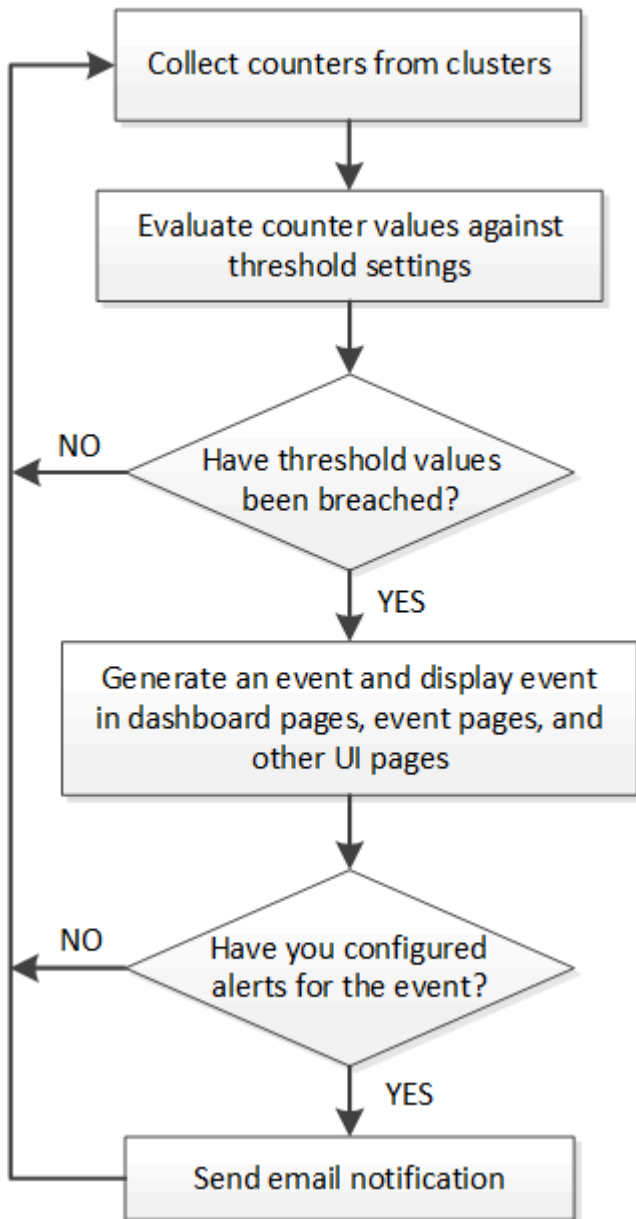 Collect counters from clusters
Evaluate counter values against
threshold settings
NO
Have threshold values
been breached?
YES
Generate an event and display event
in dashboard pages, event pages, and
other UI pages
NO
Have you configured
alerts for the event?
YES
Send email notification